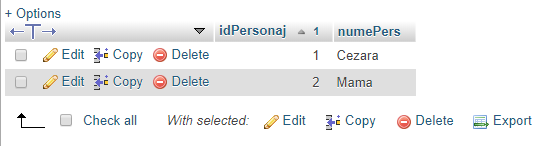 + Options
idPersonaj 1 numePers
Edit Copy Delete 1 Cezara
Edit Copy Delete 2 Mama
Check all With selected: Edit Copy Delete Export